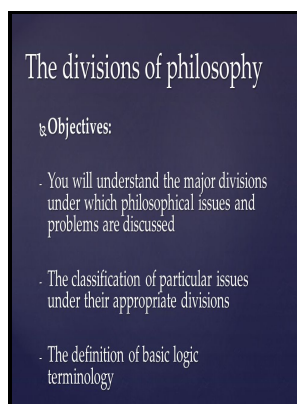 The divisions of philosophy
Objectives:
- You will understand the major divisions
under which philosophical issues and
problems are discussed
- The classification of particular issues
under their appropriate divisions
- The definition of basic logic
terminology